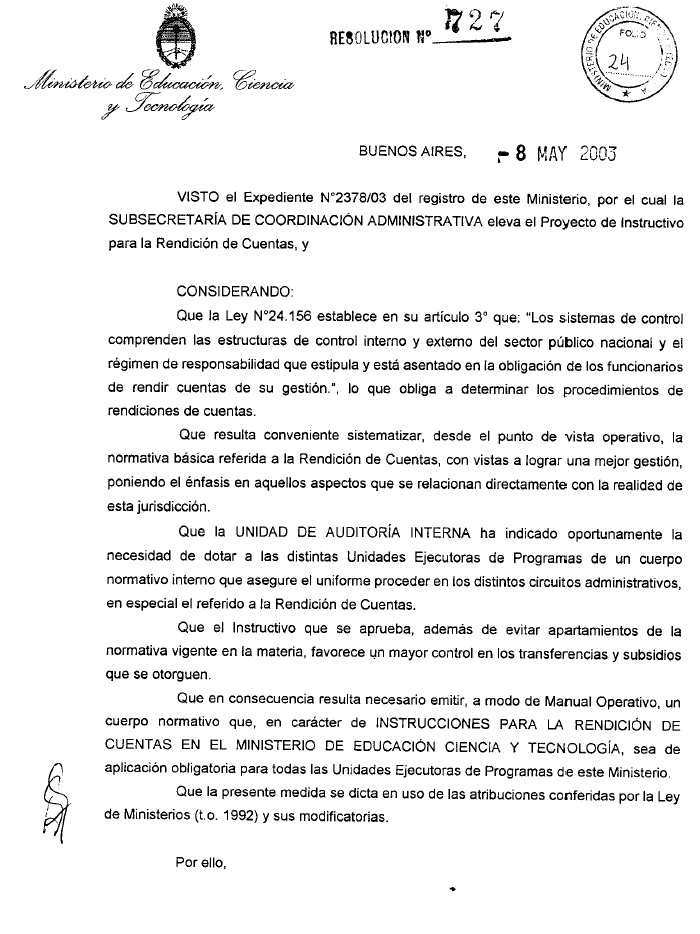 RESOLUCION Nº 727
MINISTERIO DE EDUCACION, CIE
FOLIO
24
Ministerio de Educación, Ciencia
y Tecnología
BUENOS AIRES, - 8 MAY 2003
VISTO el Expediente N°2378/03 del registro de este Ministerio, por el cual la
SUBSECRETARÍA DE COORDINACIÓN ADMINISTRATIVA eleva el Proyecto de Instructivo
para la Rendición de Cuentas, y
CONSIDERANDO:
Que la Ley N°24.156 establece en su artículo 3° que: “Los sistemas de control
comprenden las estructuras de control interno y externo del sector público nacional y el
régimen de responsabilidad que estipula y está asentado en la obligación de los funcionarios
de rendir cuentas de su gestión.”, lo que obliga a determinar los procedimientos de
rendiciones de cuentas.
Que resulta conveniente sistematizar, desde el punto de vista operativo, la
normativa básica referida a la Rendición de Cuentas, con vistas a lograr una mejor gestión,
poniendo el énfasis en aquellos aspectos que se relacionan directamente con la realidad de
esta jurisdicción.
Que la UNIDAD DE AUDITORÍA INTERNA ha indicado oportunamente la
necesidad de dotar a las distintas Unidades Ejecutoras de Programas de un cuerpo
normativo interno que asegure el uniforme proceder en los distintos circuitos administrativos,
en especial el referido a la Rendición de Cuentas.
Que el Instructivo que se aprueba, además de evitar apartamientos de la
normativa vigente en la materia, favorece un mayor control en los transferencias y subsidios
que se otorguen.
Que en consecuencia resulta necesario emitir, a modo de Manual Operativo, un
cuerpo normativo que, en carácter de INSTRUCCIONES PARA LA RENDICIÓN DE
CUENTAS EN EL MINISTERIO DE EDUCACIÓN CIENCIA Y TECNOLOGÍA, sea de
aplicación obligatoria para todas las Unidades Ejecutoras de Programas de este Ministerio.
Que la presente medida se dicta en uso de las atribuciones conferidas por la Ley
de Ministerios (t.o. 1992) y sus modificatorias.
Por ello,